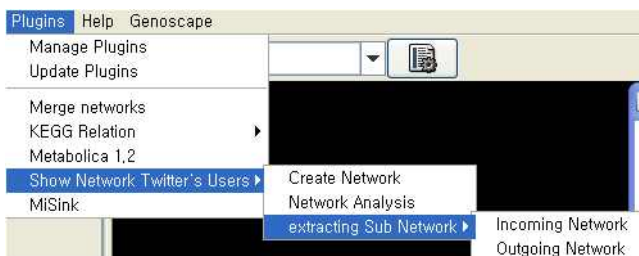 Plugins Help Genoscape
Manage Plugins
Update Plugins
Merge networks
KEGG Relation
Metabolica 1,2
Show Network Twitter's Users
MiSink
Create Network
Network Analysis
extracting Sub Network
Incoming Network
Outgoing Network